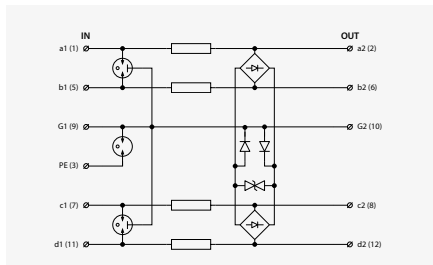 IN OUT
a1 (1) a2 (2)
b1 (5) b2 (6)
G1 (9) G2 (10)
PE (3)
c1 (7) c2 (8)
d1 (11) d2 (12)